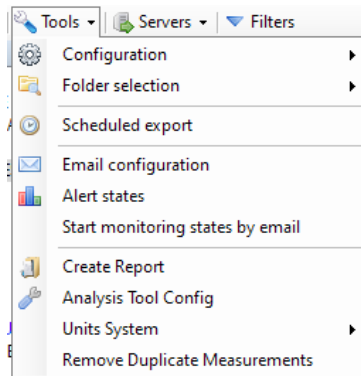 Tools Servers Filters
Configuration
Folder selection
Scheduled export
Email configuration
Alert states
Start monitoring states by email
Create Report
Analysis Tool Config
Units System
Remove Duplicate Measurements